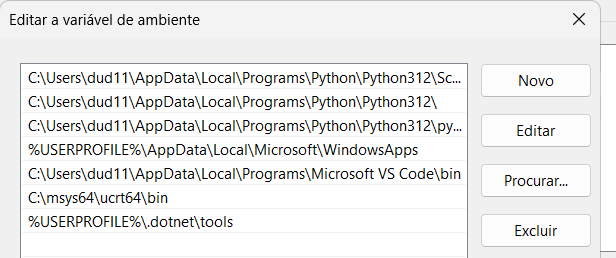 Editar a variável de ambiente
C:\Users\dud11\AppData\Local\Programs\Python\Python312\Sc...
C:\Users\dud11\AppData\Local\Programs\Python\Python312\
C:\Users\dud11\AppData\Local\Programs\Python\Python312\py...
%USERPROFILE%\AppData\Local\Microsoft\WindowsApps
C:\Users\dud11\AppData\Local\Programs\Microsoft VS Code\bin
C:\msys64\ucrt64\bin
%USERPROFILE%\.dotnet\tools
Novo
Editar
Procurar...
Excluir